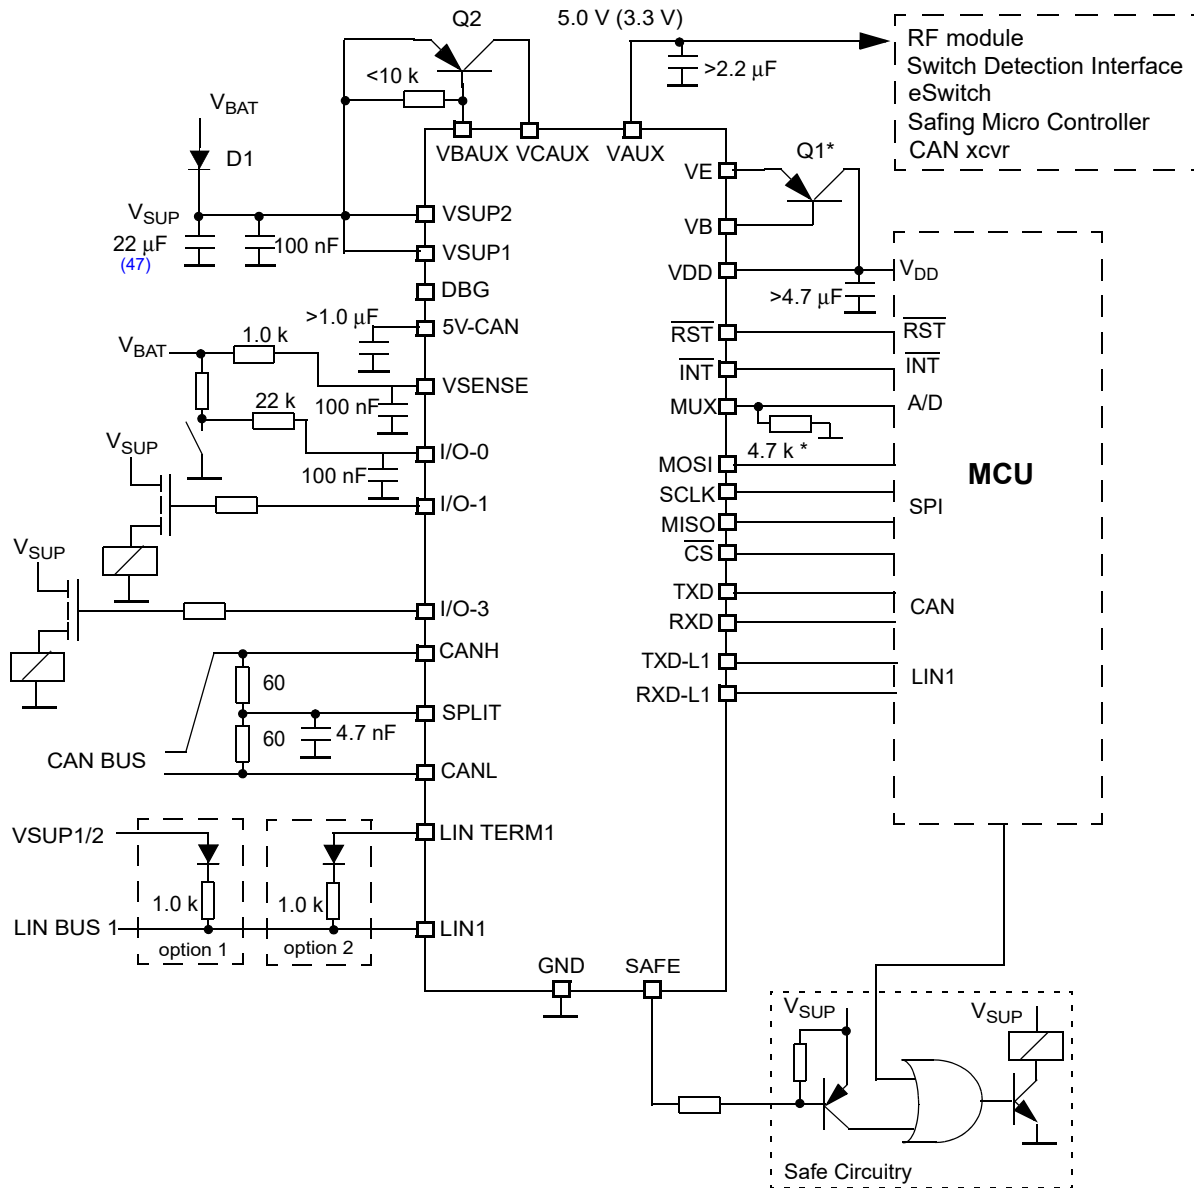 Q2
5.0 V (3.3 V)
RF module
Switch Detection Interface
eSwitch
Safing Micro Controller
CAN xcvr
>2.2 μF
<10 k
VBAT
D1
VBAUX
VCAUX
VAUX
VE
Q1*
VB
VSUP
22 μF
(47)
100 nF
VSUP2
VSUP1
VDD
VDD
>4.7 μF
DBG
>1.0 μF
5V-CAN
RST
RST
VBAT
1.0 k
INT
INT
VSENSE
100 nF
MUX
A/D
22 k
4.7 k *
VSUP
I/O-0
100 nF
MOSI
SCLK
MISO
CS
SPI
MCU
I/O-1
VSUP
I/O-3
TXD
RXD
CAN
CANH
60
TXD-L1
RXD-L1
LIN1
SPLIT
60
4.7 nF
CAN BUS
CANL
VSUP1/2
LIN TERM1
1.0 k
1.0 k
LIN BUS 1
LIN1
option 1
option 2
GND
SAFE
VSUP
VSUP
Safe Circuitry